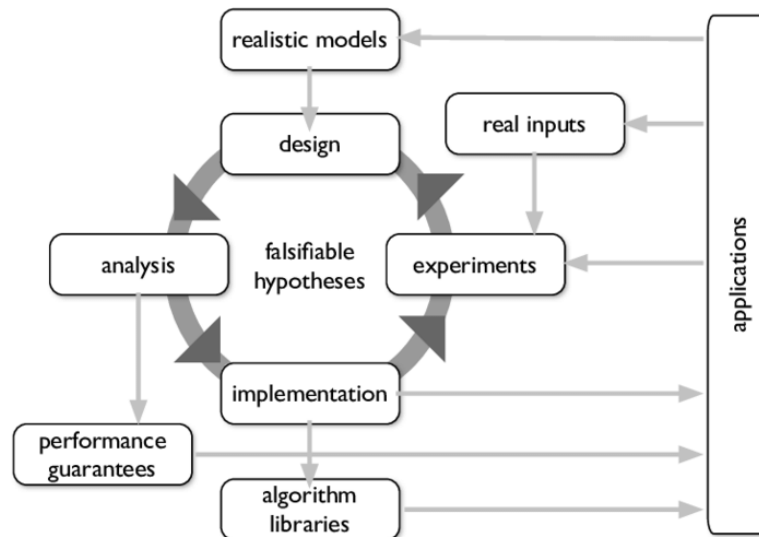 realistic models
design
real inputs
analysis
falsifiable
hypotheses
experiments
applications
implementation
performance
guarantees
algorithm
libraries